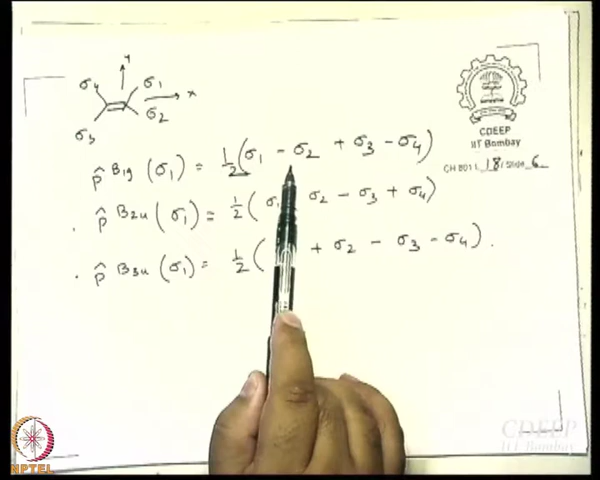 y
σ4 σ1
x
σ2
σ3
P̂ B1g (σ1) = 1/2 (σ1 - σ2 + σ3 - σ4)
P̂ B2u (σ1) = 1/2 ( σ2 - σ3 + σ4)
P̂ B3u (σ1) = 1/2 ( + σ2 - σ3 - σ4).
CDEEP
IIT Bombay
CH 801 L 18 / Slide 6
CDEEP
IIT Bombay
NPTEL